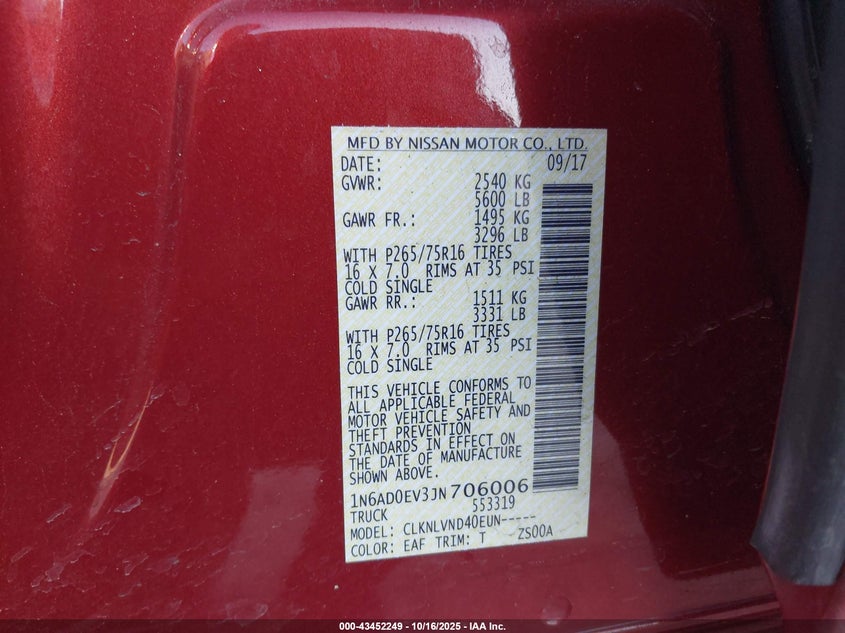 MFD BY NISSAN MOTOR CO., LTD.
DATE: 09/17
GVWR: 2540 KG
5600 LB
GAWR FR.: 1495 KG
3296 LB
WITH P265/75R16 TIRES
16 X 7.0 RIMS AT 35 PSI
COLD SINGLE
GAWR RR.: 1511 KG
3331 LB
WITH P265/75R16 TIRES
16 X 7.0 RIMS AT 35 PSI
COLD SINGLE
THIS VEHICLE CONFORMS TO
ALL APPLICABLE FEDERAL
MOTOR VEHICLE SAFETY AND
THEFT PREVENTION
STANDARDS IN EFFECT ON
THE DATE OF MANUFACTURE
SHOWN ABOVE.
1N6AD0EV3JN706006
TRUCK 553319
MODEL: CLKNLVND40EUN-----
COLOR: EAF TRIM: T ZS00A
000-43452249 - 10/16/2025 - IAA Inc.